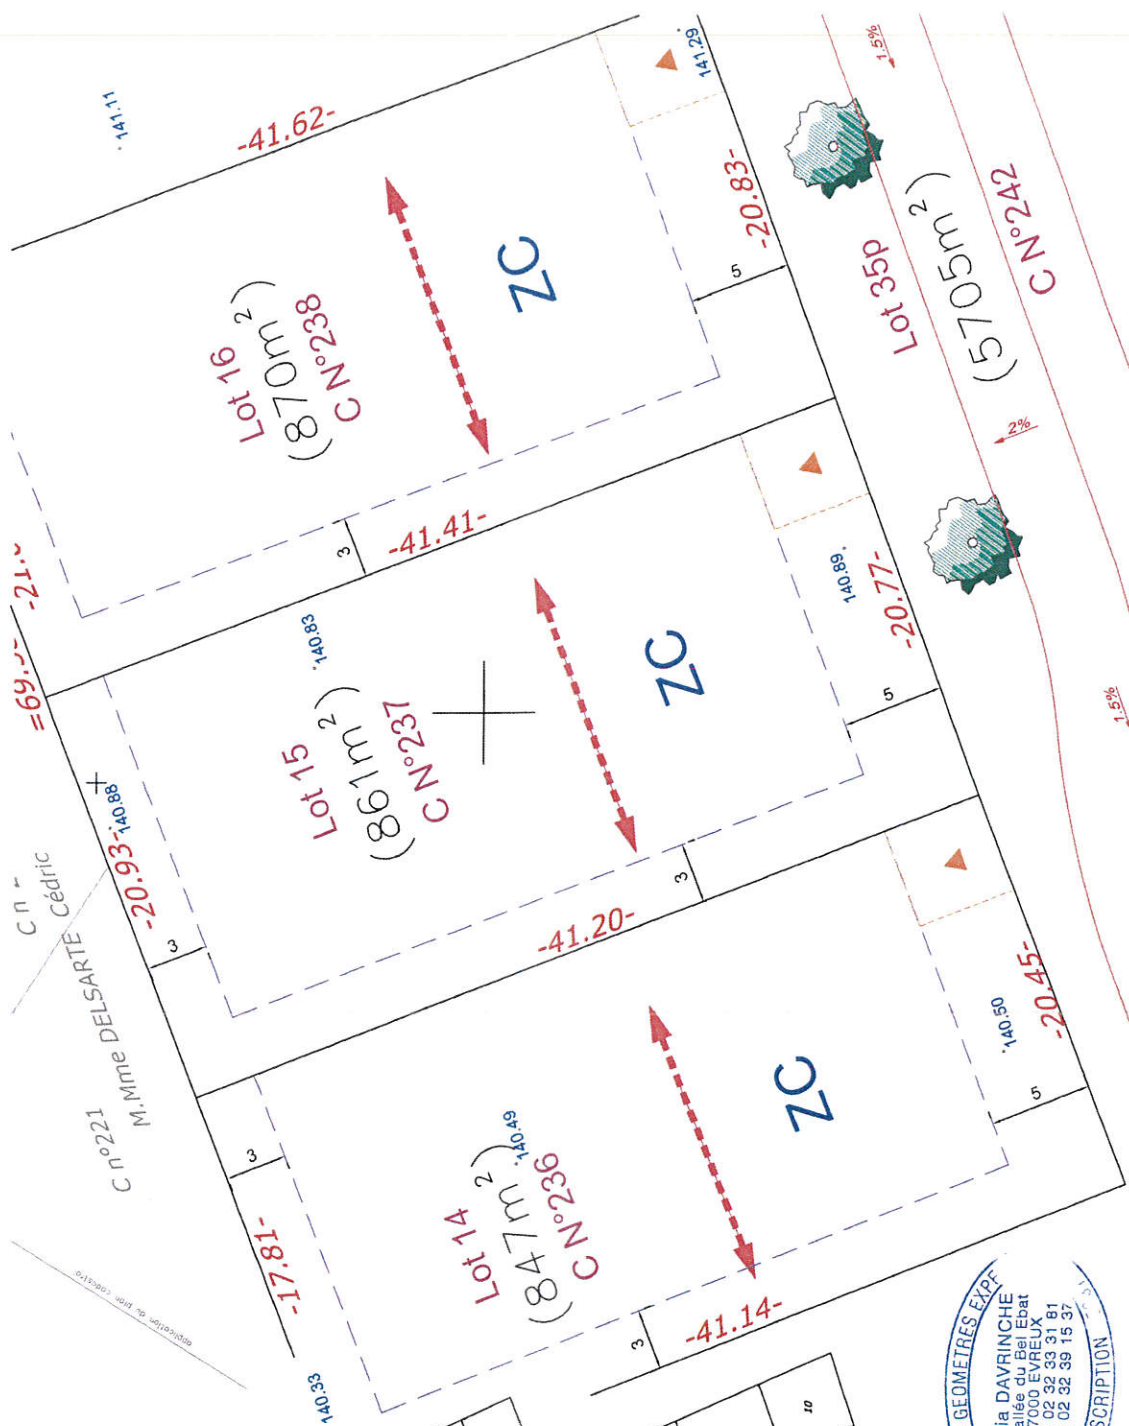 141.11
-41.62-
141.29
1.5%
-20.83-
5
Lot 16
(870m²)
C N°238
ZC
Lot 35p
(5705m²)
C N°242
2%
-41.41-
3
140.83
140.89
-20.77-
5
1.5%
-20.93-
140.88
3
Lot 15
(861m²)
C N°237
ZC
3
-41.20-
Cédric
C n°221
M.Mme DELSARTE
3
-17.81-
140.33
Lot 14
(847m²)
C N°236
140.49
ZC
140.50
-20.45-
5
3
-41.14-
application du plan cadastral
10
GEOMETRES
DAVRINCHE
du Bel Ebat
EVREUX
02 32 33 31 81
02 32 39 15 37